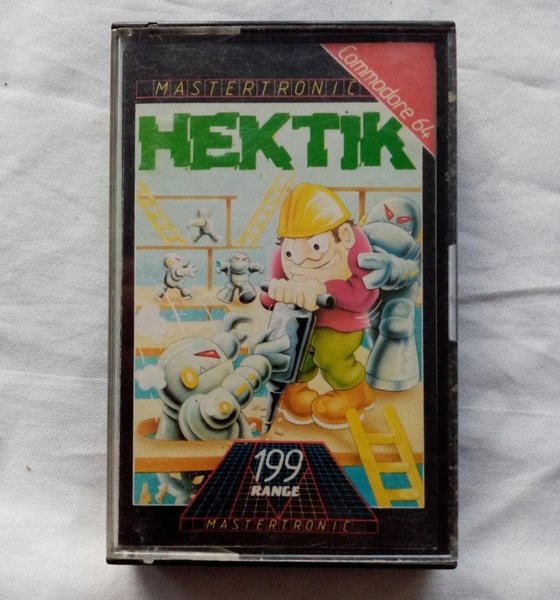 MASTERTRONIC
Commodore 64
HEKTIK
199
RANGE
MASTERTRONIC